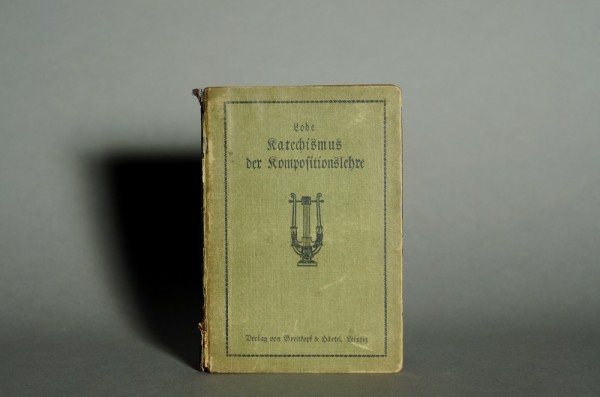 Lobe
Katechismus
der Kompositionslehre
Verlag von Breitkopf & Härtel, Leipzig